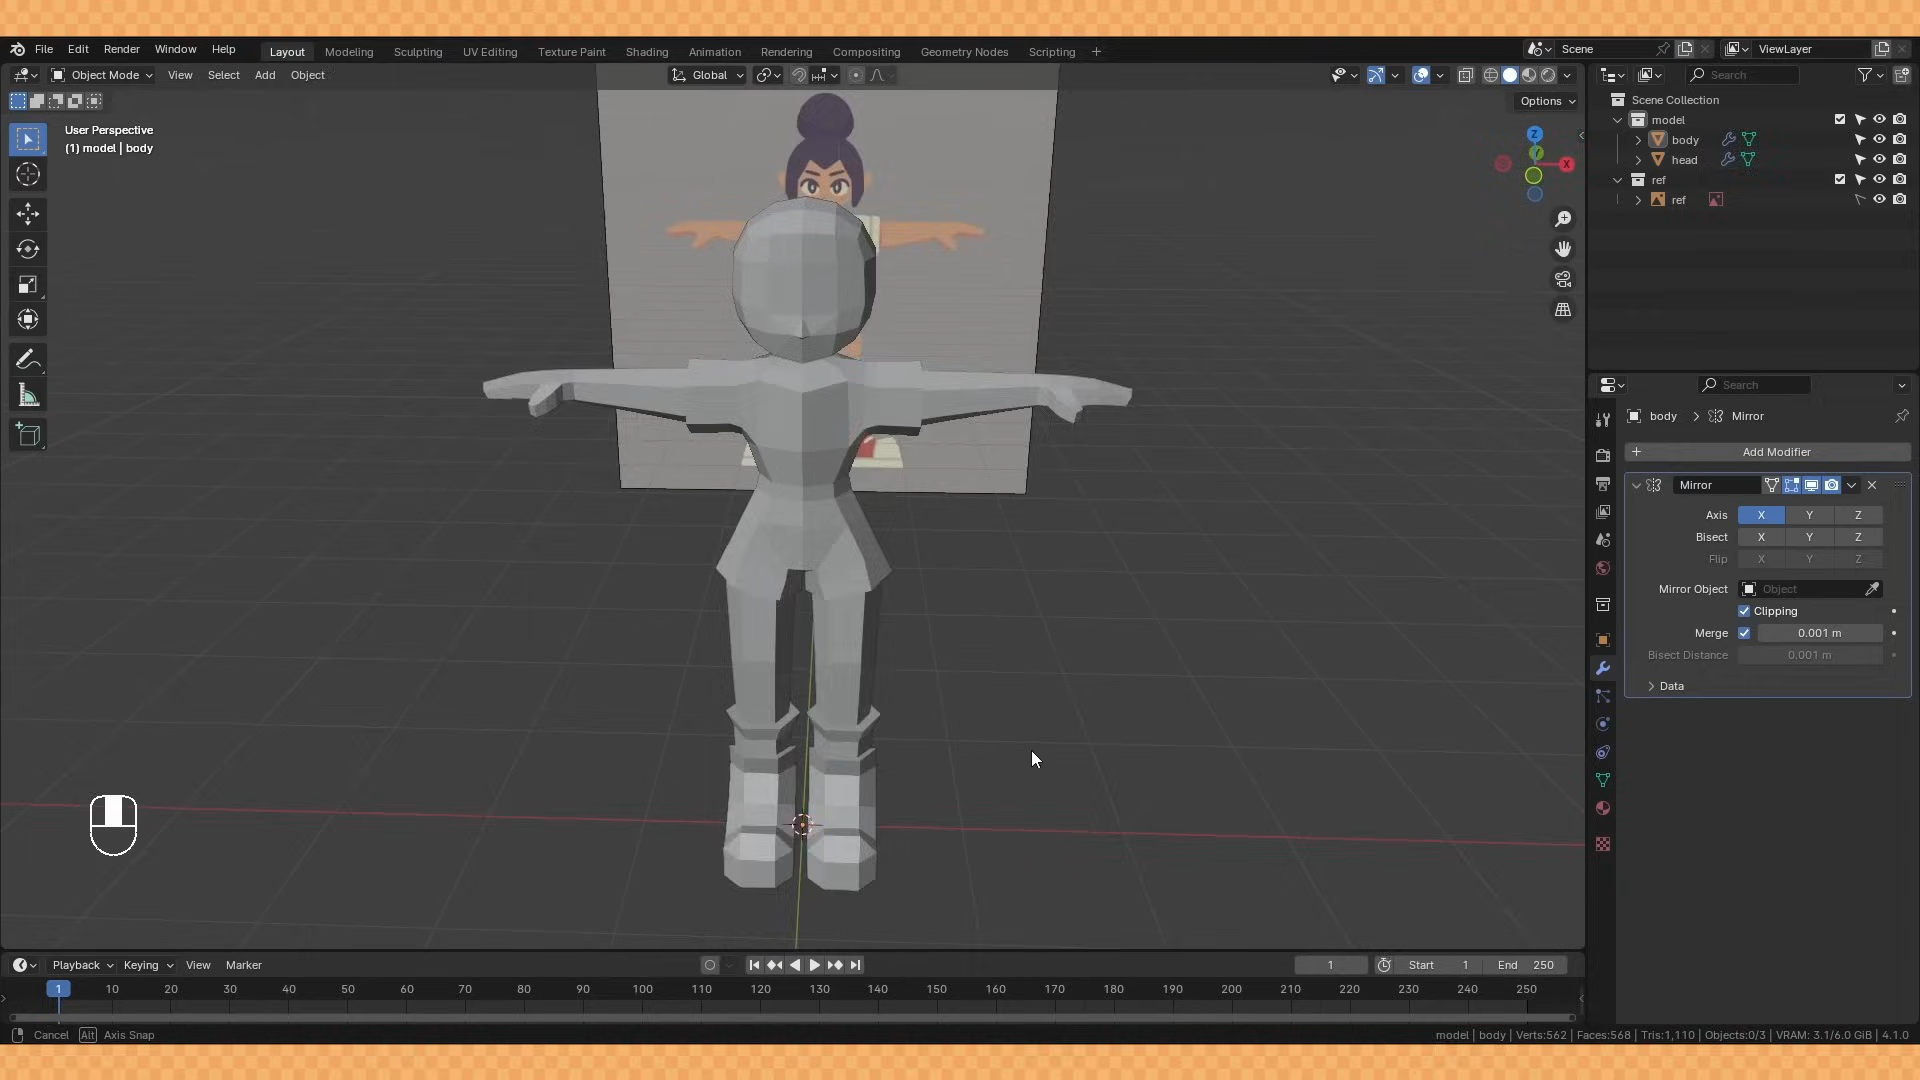 File Edit Render Window Help Layout Modeling Sculpting UV Editing Texture Paint Shading Animation Rendering Compositing Geometry Nodes Scripting + Scene ViewLayer
Object Mode View Select Add Object Global Search
Options
User Perspective
(1) model | body
Z
Y
X
Scene Collection
model
body
head
ref
ref
Search
body > Mirror
+ Add Modifier
Mirror
Axis X Y Z
Bisect X Y Z
Flip X Y Z
Mirror Object Object
Clipping
Merge 0.001 m
Bisect Distance 0.001 m
Data
Playback Keying View Marker 1 Start 1 End 250
1 10 20 30 40 50 60 70 80 90 100 110 120 130 140 150 160 170 180 190 200 210 220 230 240 250
Cancel Alt Axis Snap model | body | Verts:562 | Faces:568 | Tris:1,110 | Objects:0/3 | VRAM: 3.1/6.0 GiB | 4.1.0